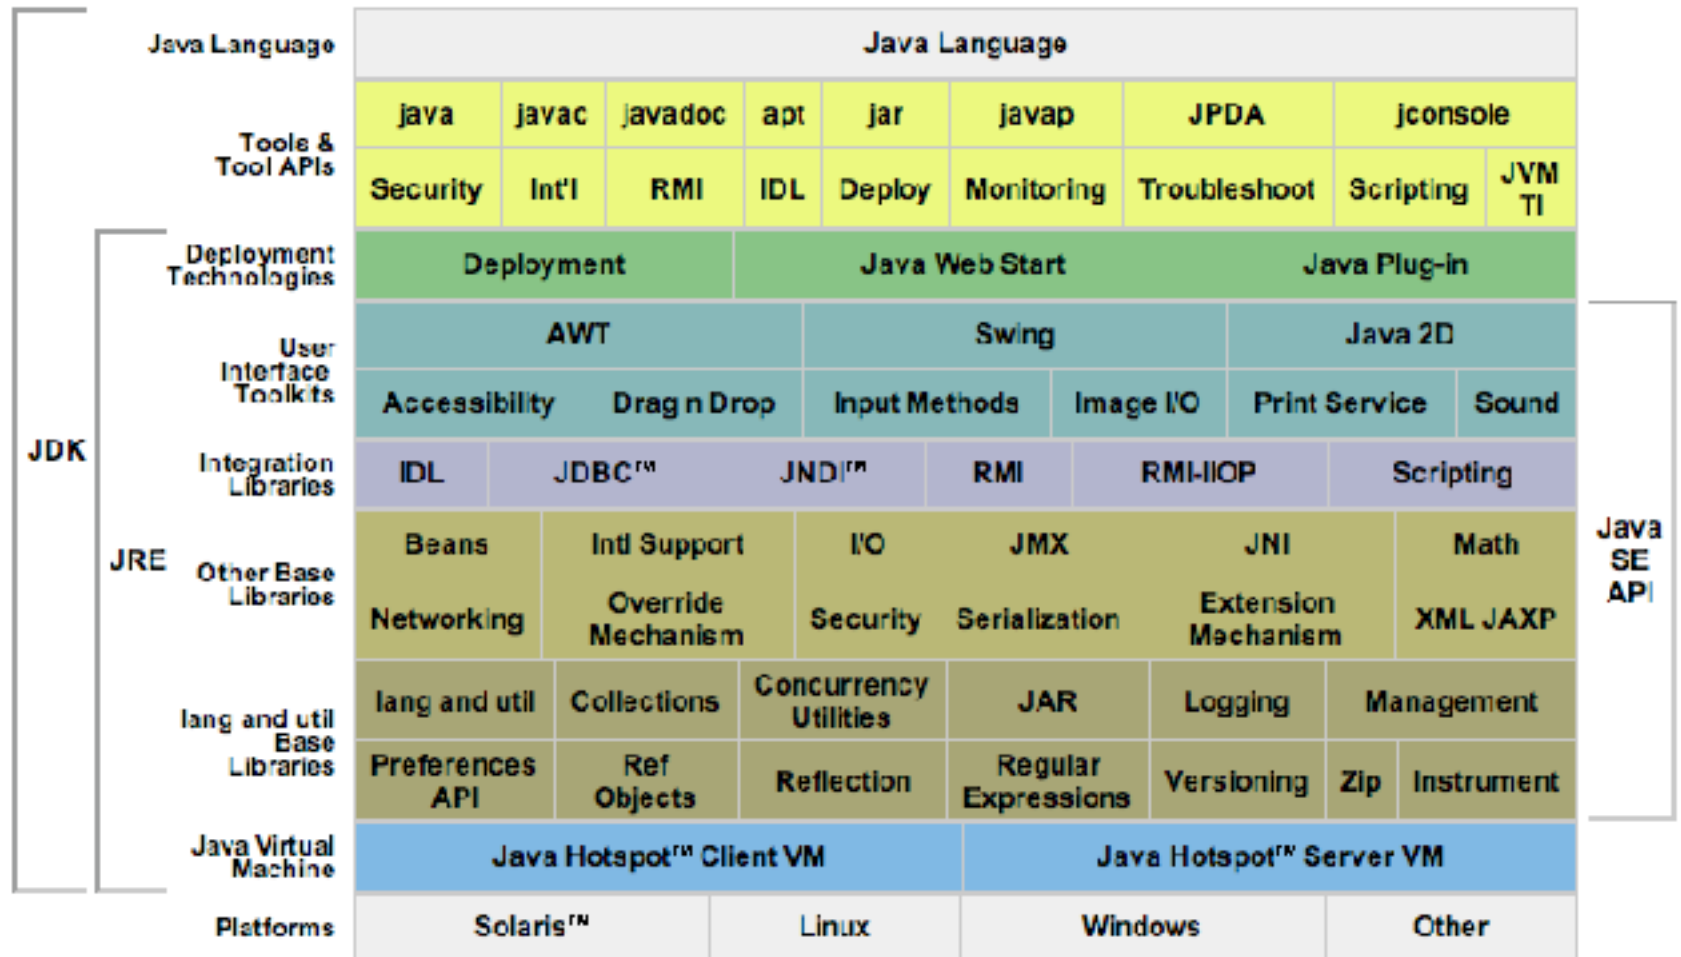 Java Language
Java Language
Tools &
Tool APIs
java javac javadoc apt jar javap JPDA jconsole
Security Int'l RMI IDL Deploy Monitoring Troubleshoot Scripting JVM
TI
Deployment
Technologies
Deployment Java Web Start Java Plug-in
User
Interface
Toolkits
AWT Swing Java 2D
Accessibility Drag n Drop Input Methods Image I/O Print Service Sound
JDK
Integration
Libraries
IDL JDBC™ JNDI™ RMI RMI-IIOP Scripting
JRE
Other Base
Libraries
Beans Intl Support I/O JMX JNI Math
Networking Override
Mechanism Security Serialization Extension
Mechanism XML JAXP
Java
SE
API
lang and util
Base
Libraries
lang and util Collections Concurrency
Utilities JAR Logging Management
Preferences
API Ref
Objects Reflection Regular
Expressions Versioning Zip Instrument
Java Virtual
Machine
Java Hotspot™ Client VM Java Hotspot™ Server VM
Platforms
Solaris™ Linux Windows Other